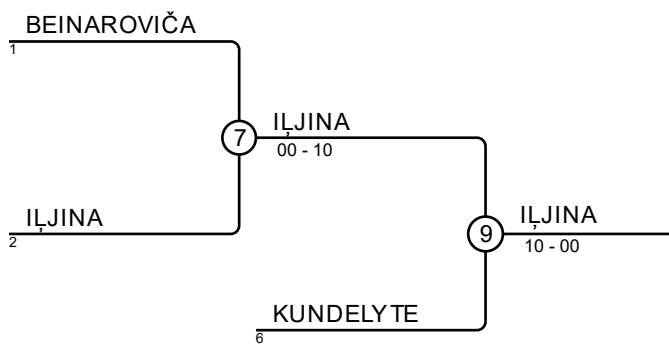 BEINAROVIČA
1
7
IĻJINA
00 - 10
IĻJINA
2
9
IĻJINA
10 - 00
KUNDELYTE
6